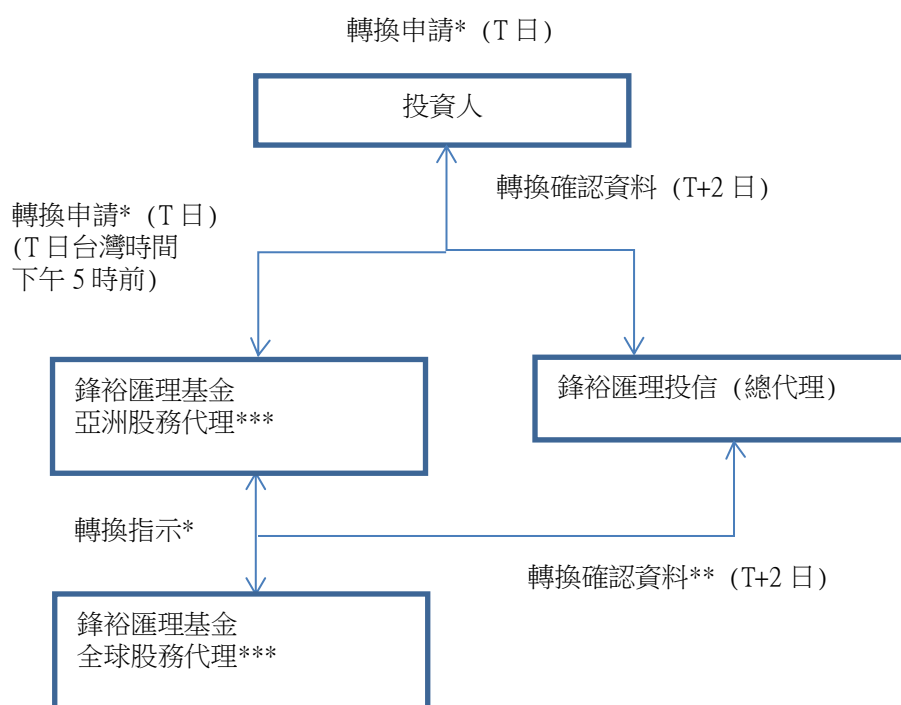 轉換申請* (T 日)
投資人
轉換確認資料 (T+2 日)
轉換申請* (T 日)
(T 日台灣時間
下午 5 時前)
鋒裕匯理基金
亞洲股務代理***
鋒裕匯理投信 (總代理)
轉換指示*
轉換確認資料** (T+2 日)
鋒裕匯理基金
全球股務代理***